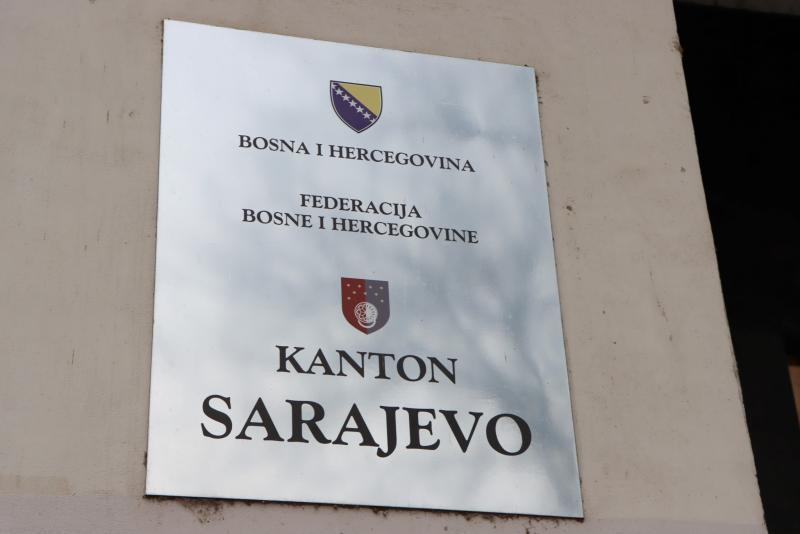 BOSNA I HERCEGOVINA
FEDERACIJA
BOSNE I HERCEGOVINE
KANTON
SARAJEVO